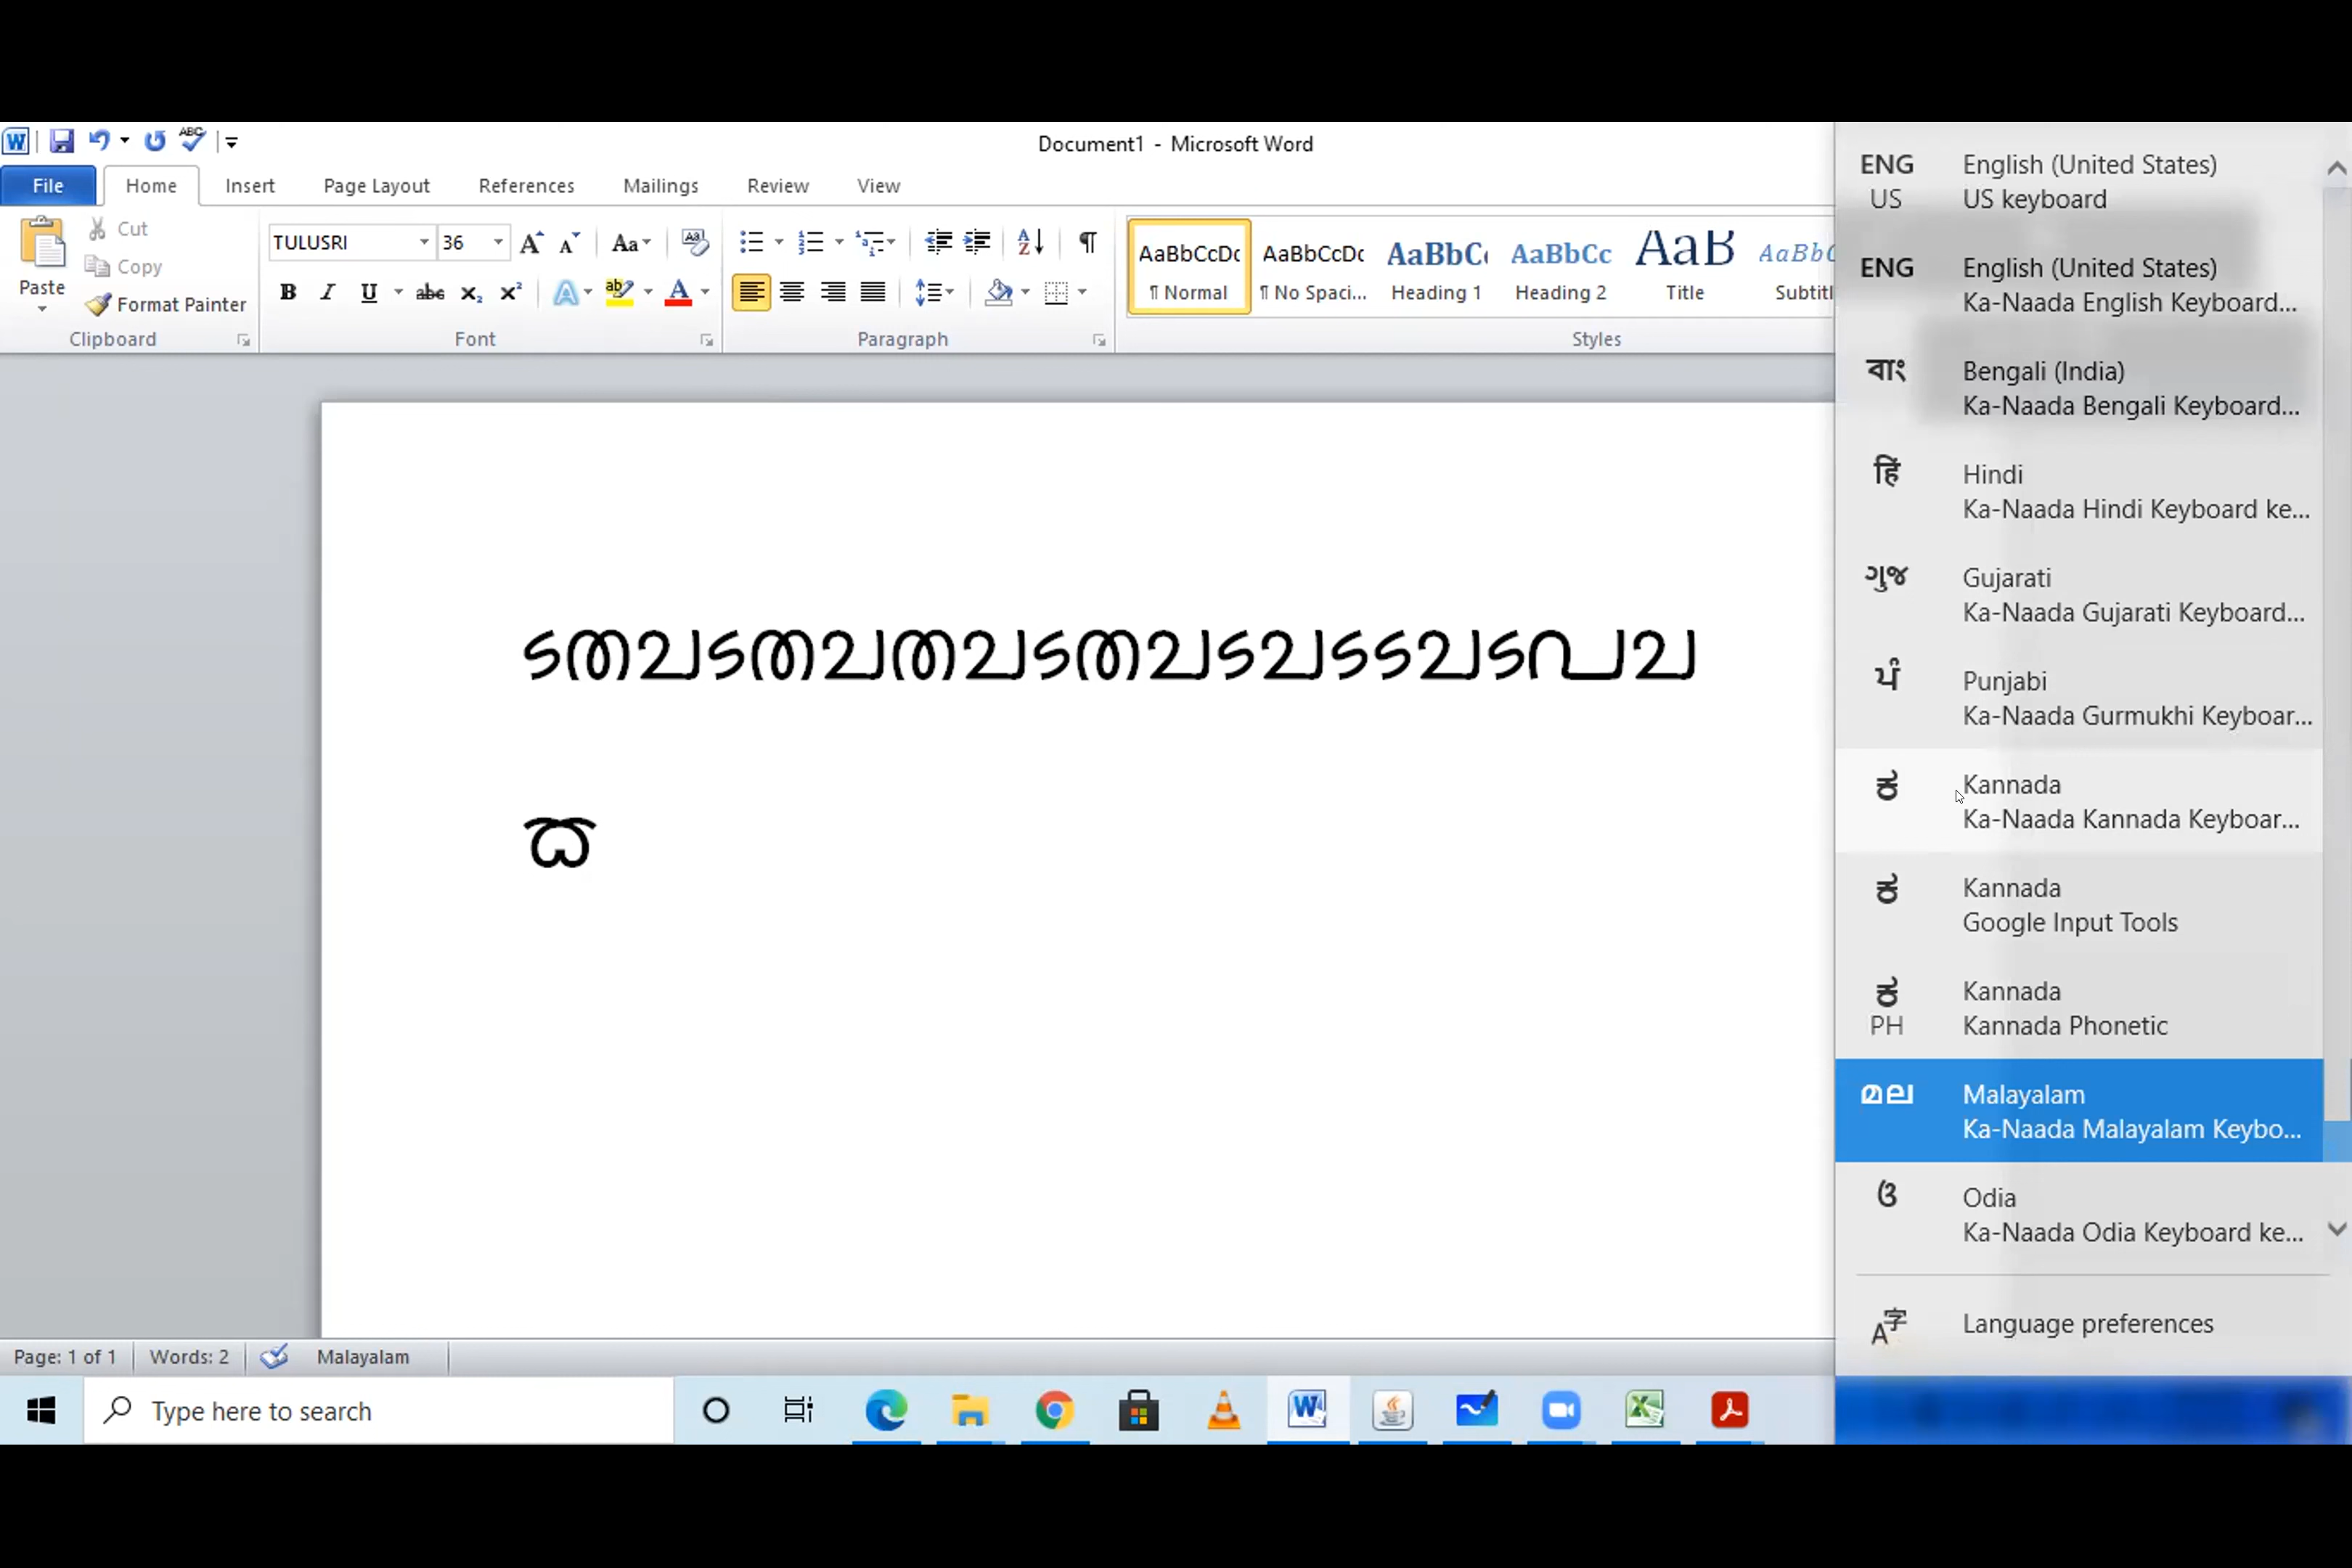 Document1 - Microsoft Word
File Home Insert Page Layout References Mailings Review View
Paste
Cut
Copy
Format Painter
Clipboard
TULUSRI 36
Font
Paragraph
AaBbCcDc
¶ Normal
AaBbCcDc
¶ No Spaci...
AaBbC
Heading 1
AaBbCc
Heading 2
AaB
Title
AaBbC
Subtitl
Styles
Page: 1 of 1 Words: 2 Malayalam
Type here to search
ENG English (United States)
US US keyboard
ENG English (United States)
Ka-Naada English Keyboard...
বাং Bengali (India)
Ka-Naada Bengali Keyboard...
हिं Hindi
Ka-Naada Hindi Keyboard ke...
ગુજ Gujarati
Ka-Naada Gujarati Keyboard...
ਪੰ Punjabi
Ka-Naada Gurmukhi Keyboar...
ಕ Kannada
Ka-Naada Kannada Keyboar...
ಕ Kannada
Google Input Tools
ಕ Kannada
PH Kannada Phonetic
മല Malayalam
Ka-Naada Malayalam Keybo...
ଓ Odia
Ka-Naada Odia Keyboard ke...
Language preferences